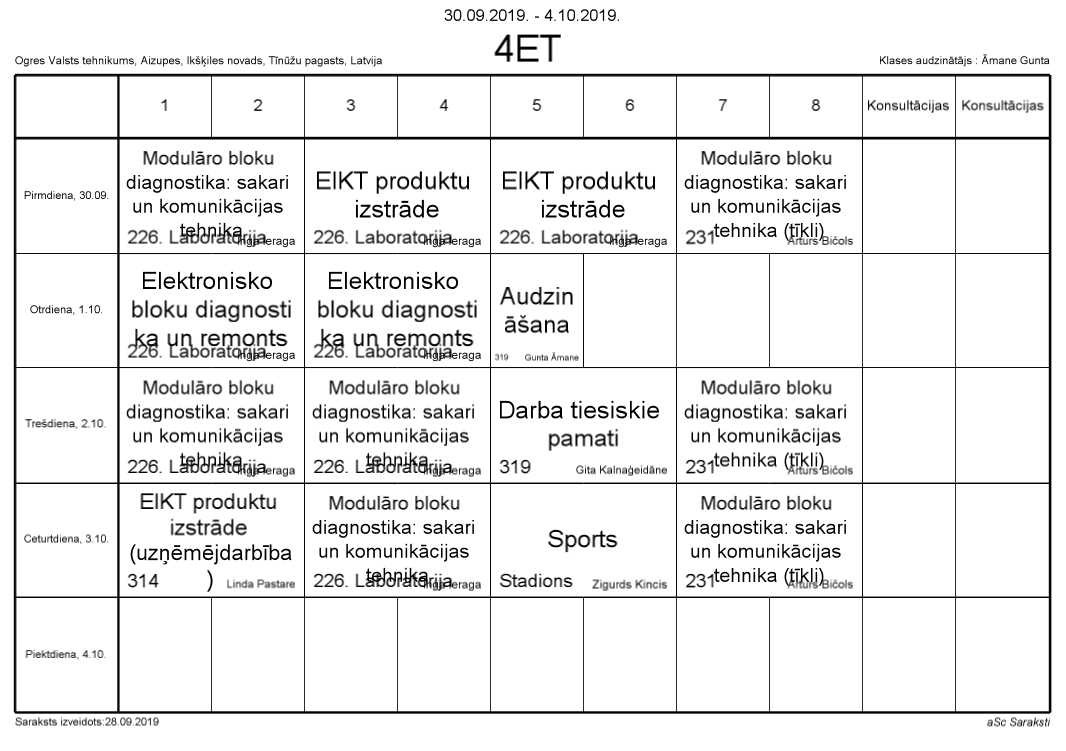 30.09.2019. - 4.10.2019.
4ET
Ogres Valsts tehnikums, Aizupes, Ikšķiles novads, Tīnūžu pagasts, Latvija
Klases audzinātājs : Āmane Gunta
1 2 3 4 5 6 7 8 Konsultācijas Konsultācijas
Pirmdiena, 30.09.
Modulāro bloku
diagnostika: sakari
un komunikācijas
tehnika
226. Laboratorija Inga Ieraga
EIKT produktu
izstrāde
226. Laboratorija Inga Ieraga
EIKT produktu
izstrāde
226. Laboratorija Inga Ieraga
Modulāro bloku
diagnostika: sakari
un komunikācijas
tehnika (tīkli)
231 Artūrs Bičols
Otrdiena, 1.10.
Elektronisko
bloku diagnosti
ka un remonts
226. Laboratorija Inga Ieraga
Elektronisko
bloku diagnosti
ka un remonts
226. Laboratorija Inga Ieraga
Audzin
āšana
319 Gunta Āmane
Trešdiena, 2.10.
Modulāro bloku
diagnostika: sakari
un komunikācijas
tehnika
226. Laboratorija Inga Ieraga
Modulāro bloku
diagnostika: sakari
un komunikācijas
tehnika
226. Laboratorija Inga Ieraga
Darba tiesiskie
pamati
319 Gita Kalnaģeidāne
Modulāro bloku
diagnostika: sakari
un komunikācijas
tehnika (tīkli)
231 Artūrs Bičols
Ceturtdiena, 3.10.
EIKT produktu
izstrāde
(uzņēmējdarbība
)
314 Linda Pastare
Modulāro bloku
diagnostika: sakari
un komunikācijas
tehnika
226. Laboratorija Inga Ieraga
Sports
Stadions Zigurds Kincis
Modulāro bloku
diagnostika: sakari
un komunikācijas
tehnika (tīkli)
231 Artūrs Bičols
Piektdiena, 4.10.
Saraksts izveidots:28.09.2019
aSc Saraksti